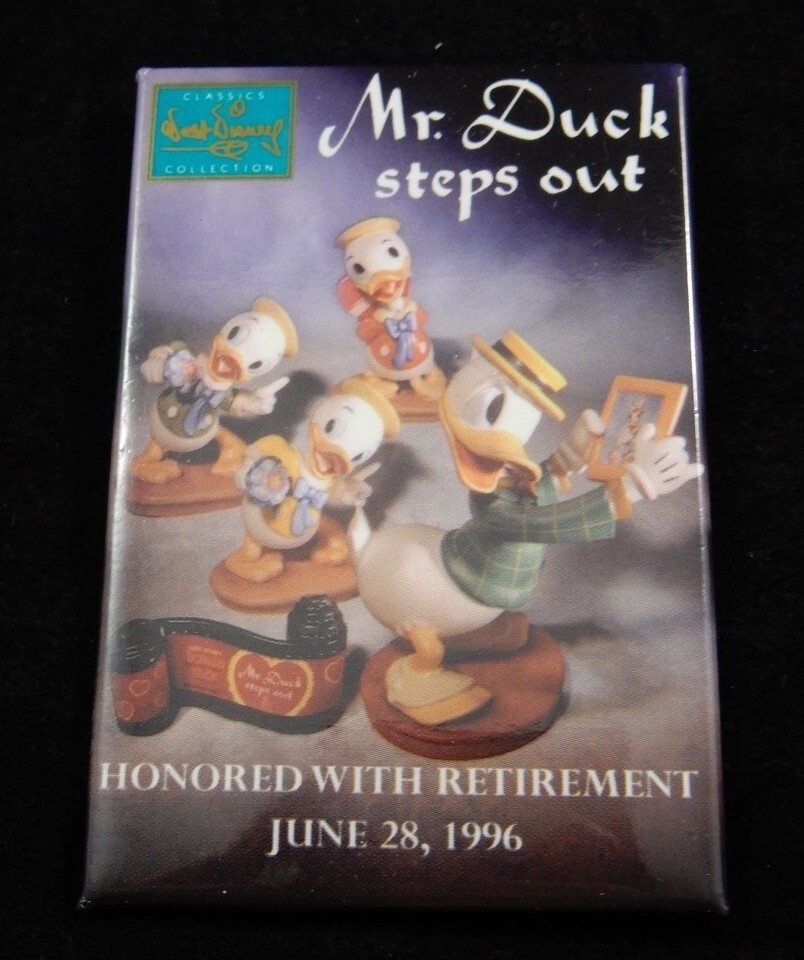 CLASSICS
Walt Disney
COLLECTION
Mr. Duck
steps out
Mr. Duck
steps out
HONORED WITH RETIREMENT
JUNE 28, 1996